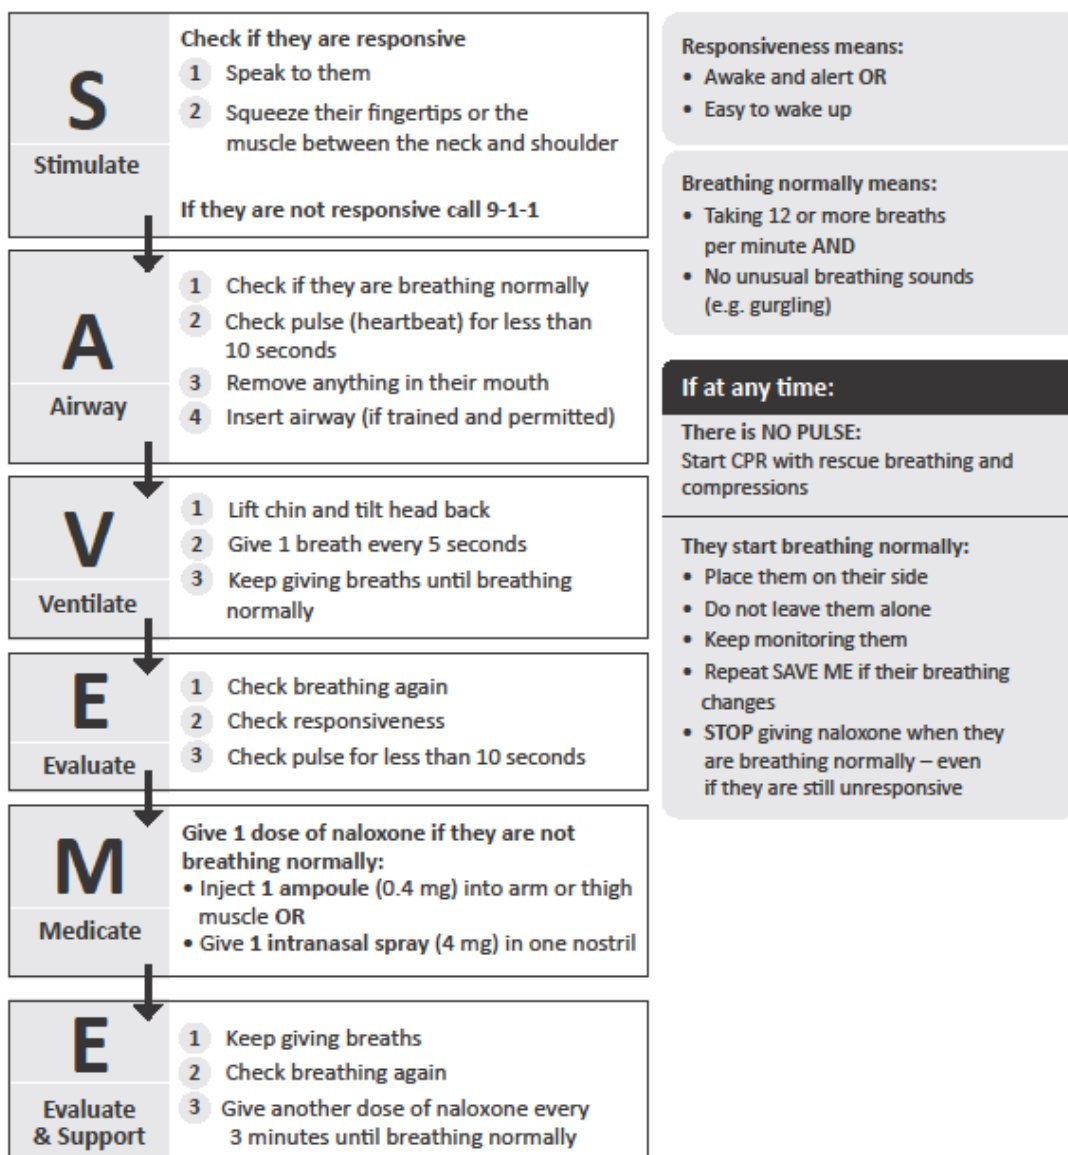 S
Stimulate
Check if they are responsive
1 Speak to them
2 Squeeze their fingertips or the
muscle between the neck and shoulder
If they are not responsive call 9-1-1
A
Airway
1 Check if they are breathing normally
2 Check pulse (heartbeat) for less than
10 seconds
3 Remove anything in their mouth
4 Insert airway (if trained and permitted)
V
Ventilate
1 Lift chin and tilt head back
2 Give 1 breath every 5 seconds
3 Keep giving breaths until breathing
normally
E
Evaluate
1 Check breathing again
2 Check responsiveness
3 Check pulse for less than 10 seconds
M
Medicate
Give 1 dose of naloxone if they are not
breathing normally:
• Inject 1 ampoule (0.4 mg) into arm or thigh
muscle OR
• Give 1 intranasal spray (4 mg) in one nostril
E
Evaluate
& Support
1 Keep giving breaths
2 Check breathing again
3 Give another dose of naloxone every
3 minutes until breathing normally
Responsiveness means:
• Awake and alert OR
• Easy to wake up
Breathing normally means:
• Taking 12 or more breaths
per minute AND
• No unusual breathing sounds
(e.g. gurgling)
If at any time:
There is NO PULSE:
Start CPR with rescue breathing and
compressions
They start breathing normally:
• Place them on their side
• Do not leave them alone
• Keep monitoring them
• Repeat SAVE ME if their breathing
changes
• STOP giving naloxone when they
are breathing normally – even
if they are still unresponsive